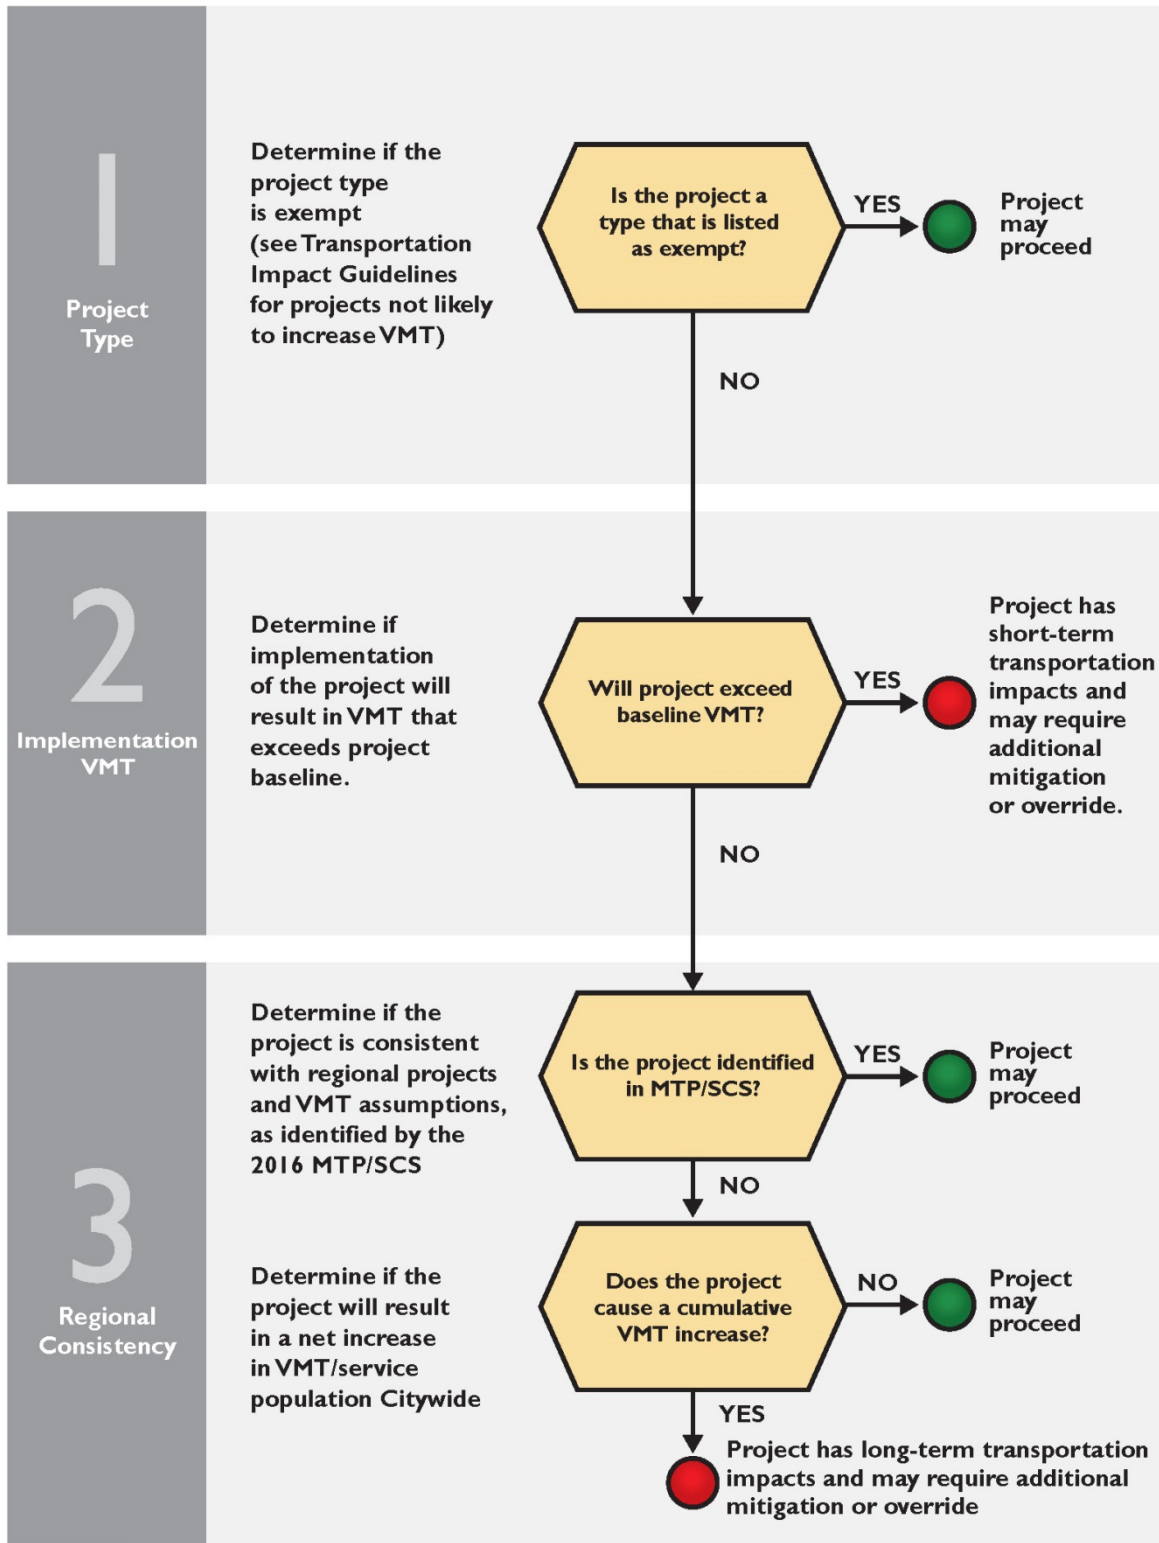 1
Project
Type
Determine if the
project type
is exempt
(see Transportation
Impact Guidelines
for projects not likely
to increase VMT)
Is the project a
type that is listed
as exempt?
YES
Project
may
proceed
NO
2
Implementation
VMT
Determine if
implementation
of the project will
result in VMT that
exceeds project
baseline.
Will project exceed
baseline VMT?
YES
Project has
short-term
transportation
impacts and
may require
additional
mitigation
or override.
NO
3
Regional
Consistency
Determine if the
project is consistent
with regional projects
and VMT assumptions,
as identified by the
2016 MTP/SCS
Is the project identified
in MTP/SCS?
YES
Project
may
proceed
NO
Determine if the
project will result
in a net increase
in VMT/service
population Citywide
Does the project
cause a cumulative
VMT increase?
NO
Project
may
proceed
YES
Project has long-term transportation
impacts and may require additional
mitigation or override